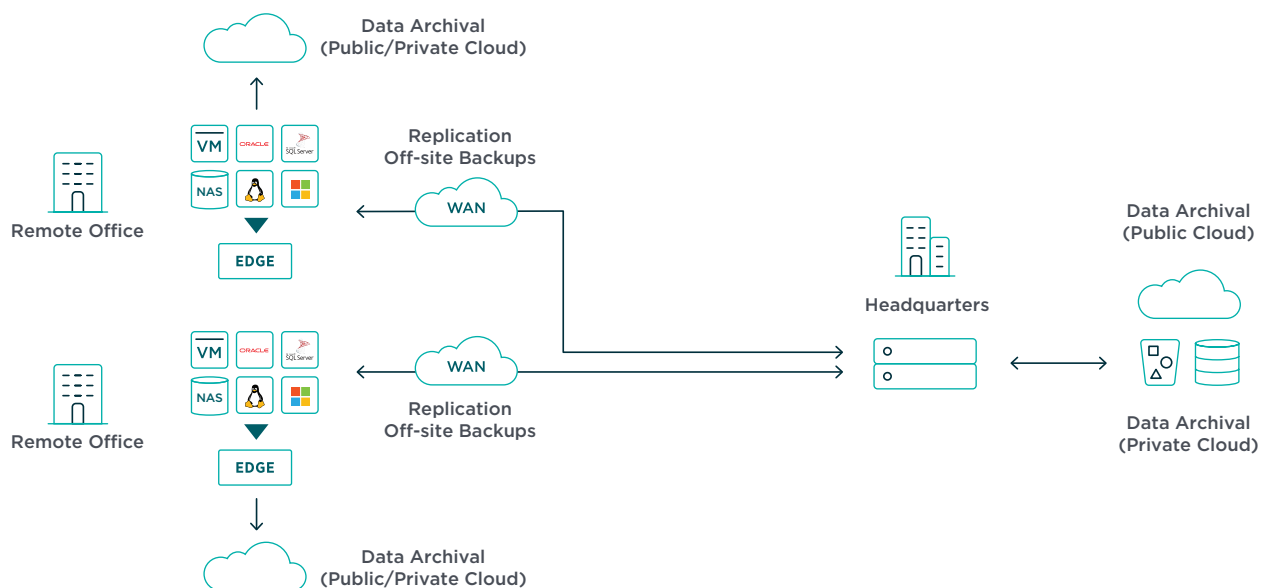 Data Archival
(Public/Private Cloud)
VM
ORACLE
SQL Server
NAS
Remote Office
EDGE
Replication
Off-site Backups
WAN
Headquarters
Data Archival
(Public Cloud)
Data Archival
(Private Cloud)
VM
ORACLE
SQL Server
NAS
Remote Office
EDGE
WAN
Replication
Off-site Backups
Data Archival
(Public/Private Cloud)